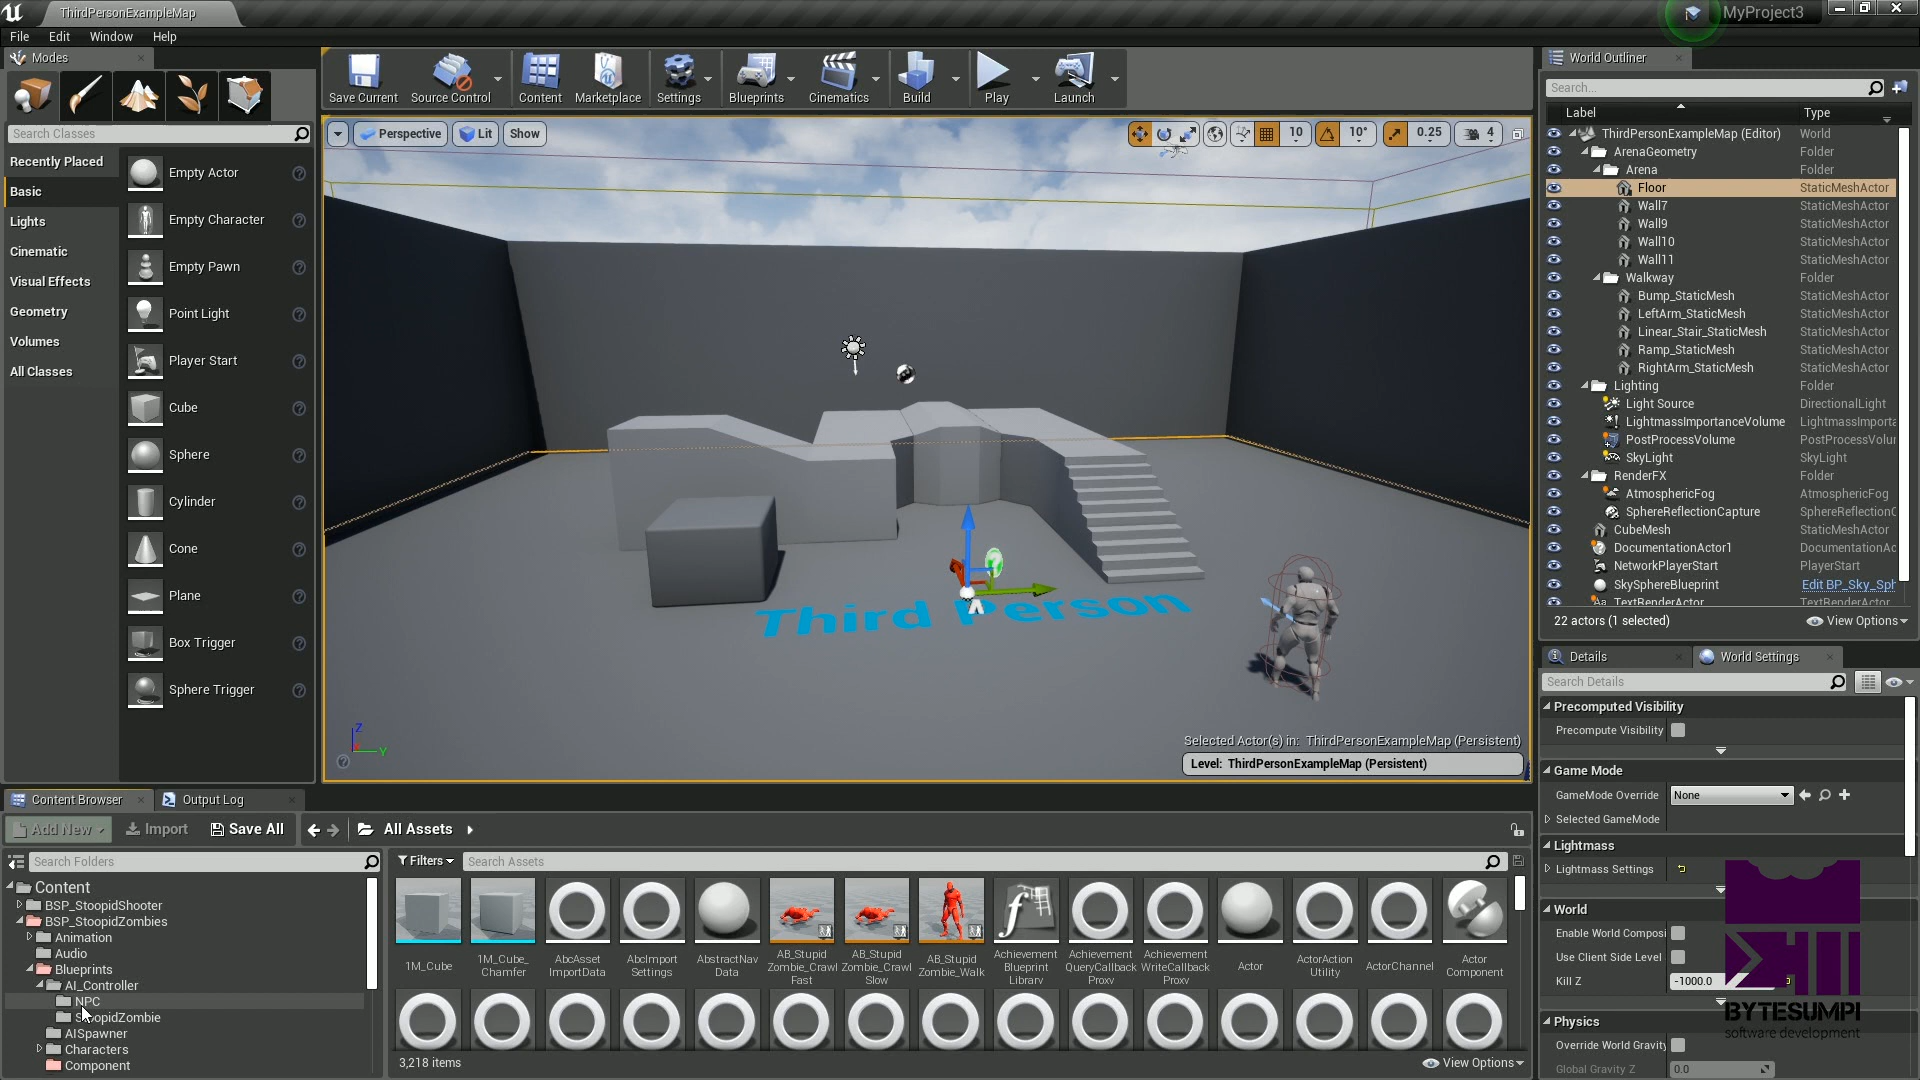 ThirdPersonExampleMap
MyProject3
File Edit Window Help
Modes
Search Classes
Recently Placed
Basic
Lights
Cinematic
Visual Effects
Geometry
Volumes
All Classes
Empty Actor
Empty Character
Empty Pawn
Point Light
Player Start
Cube
Sphere
Cylinder
Cone
Plane
Box Trigger
Sphere Trigger
Save Current Source Control Content Marketplace Settings Blueprints Cinematics Build Play Launch
Perspective Lit Show
10 10° 0.25 4
Third Person
Z
Y
Selected Actor(s) in: ThirdPersonExampleMap (Persistent)
Level: ThirdPersonExampleMap (Persistent)
World Outliner
Search...
Label Type
ThirdPersonExampleMap (Editor) World
ArenaGeometry Folder
Arena Folder
Floor StaticMeshActor
Wall7 StaticMeshActor
Wall9 StaticMeshActor
Wall10 StaticMeshActor
Wall11 StaticMeshActor
Walkway Folder
Bump_StaticMesh StaticMeshActor
LeftArm_StaticMesh StaticMeshActor
Linear_Stair_StaticMesh StaticMeshActor
Ramp_StaticMesh StaticMeshActor
RightArm_StaticMesh StaticMeshActor
Lighting Folder
Light Source DirectionalLight
LightmassImportanceVolume LightmassImporta
PostProcessVolume PostProcessVolur
SkyLight SkyLight
RenderFX Folder
AtmosphericFog AtmosphericFog
SphereReflectionCapture SphereReflectionC
CubeMesh StaticMeshActor
DocumentationActor1 DocumentationAc
NetworkPlayerStart PlayerStart
SkySphereBlueprint Edit BP_Sky_Sph
TextRenderActor TextRenderActor
22 actors (1 selected) View Options
Details World Settings
Search Details
Precomputed Visibility
Precompute Visibility
Game Mode
GameMode Override None
Selected GameMode
Lightmass
Lightmass Settings
World
Enable World Composi
Use Client Side Level
Kill Z -1000.0
Physics
Override World Gravity
Global Gravity Z 0.0
BYTESUMPI
software development
Content Browser Output Log
Add New Import Save All All Assets
Search Folders
Content
BSP_StoopidShooter
BSP_StoopidZombies
Animation
Audio
Blueprints
AI_Controller
NPC
StoopidZombie
AISpawner
Characters
Component
Filters Search Assets
1M_Cube
1M_Cube_
Chamfer
AbcAsset
ImportData
AbcImport
Settings
AbstractNav
Data
AB_Stupid
Zombie_Crawl
Fast
AB_Stupid
Zombie_Crawl
Slow
AB_Stupid
Zombie_Walk
Achievement
Blueprint
Library
Achievement
QueryCallback
Proxy
Achievement
WriteCallback
Proxy
Actor
ActorAction
Utility
ActorChannel
Actor
Component
3,218 items View Options